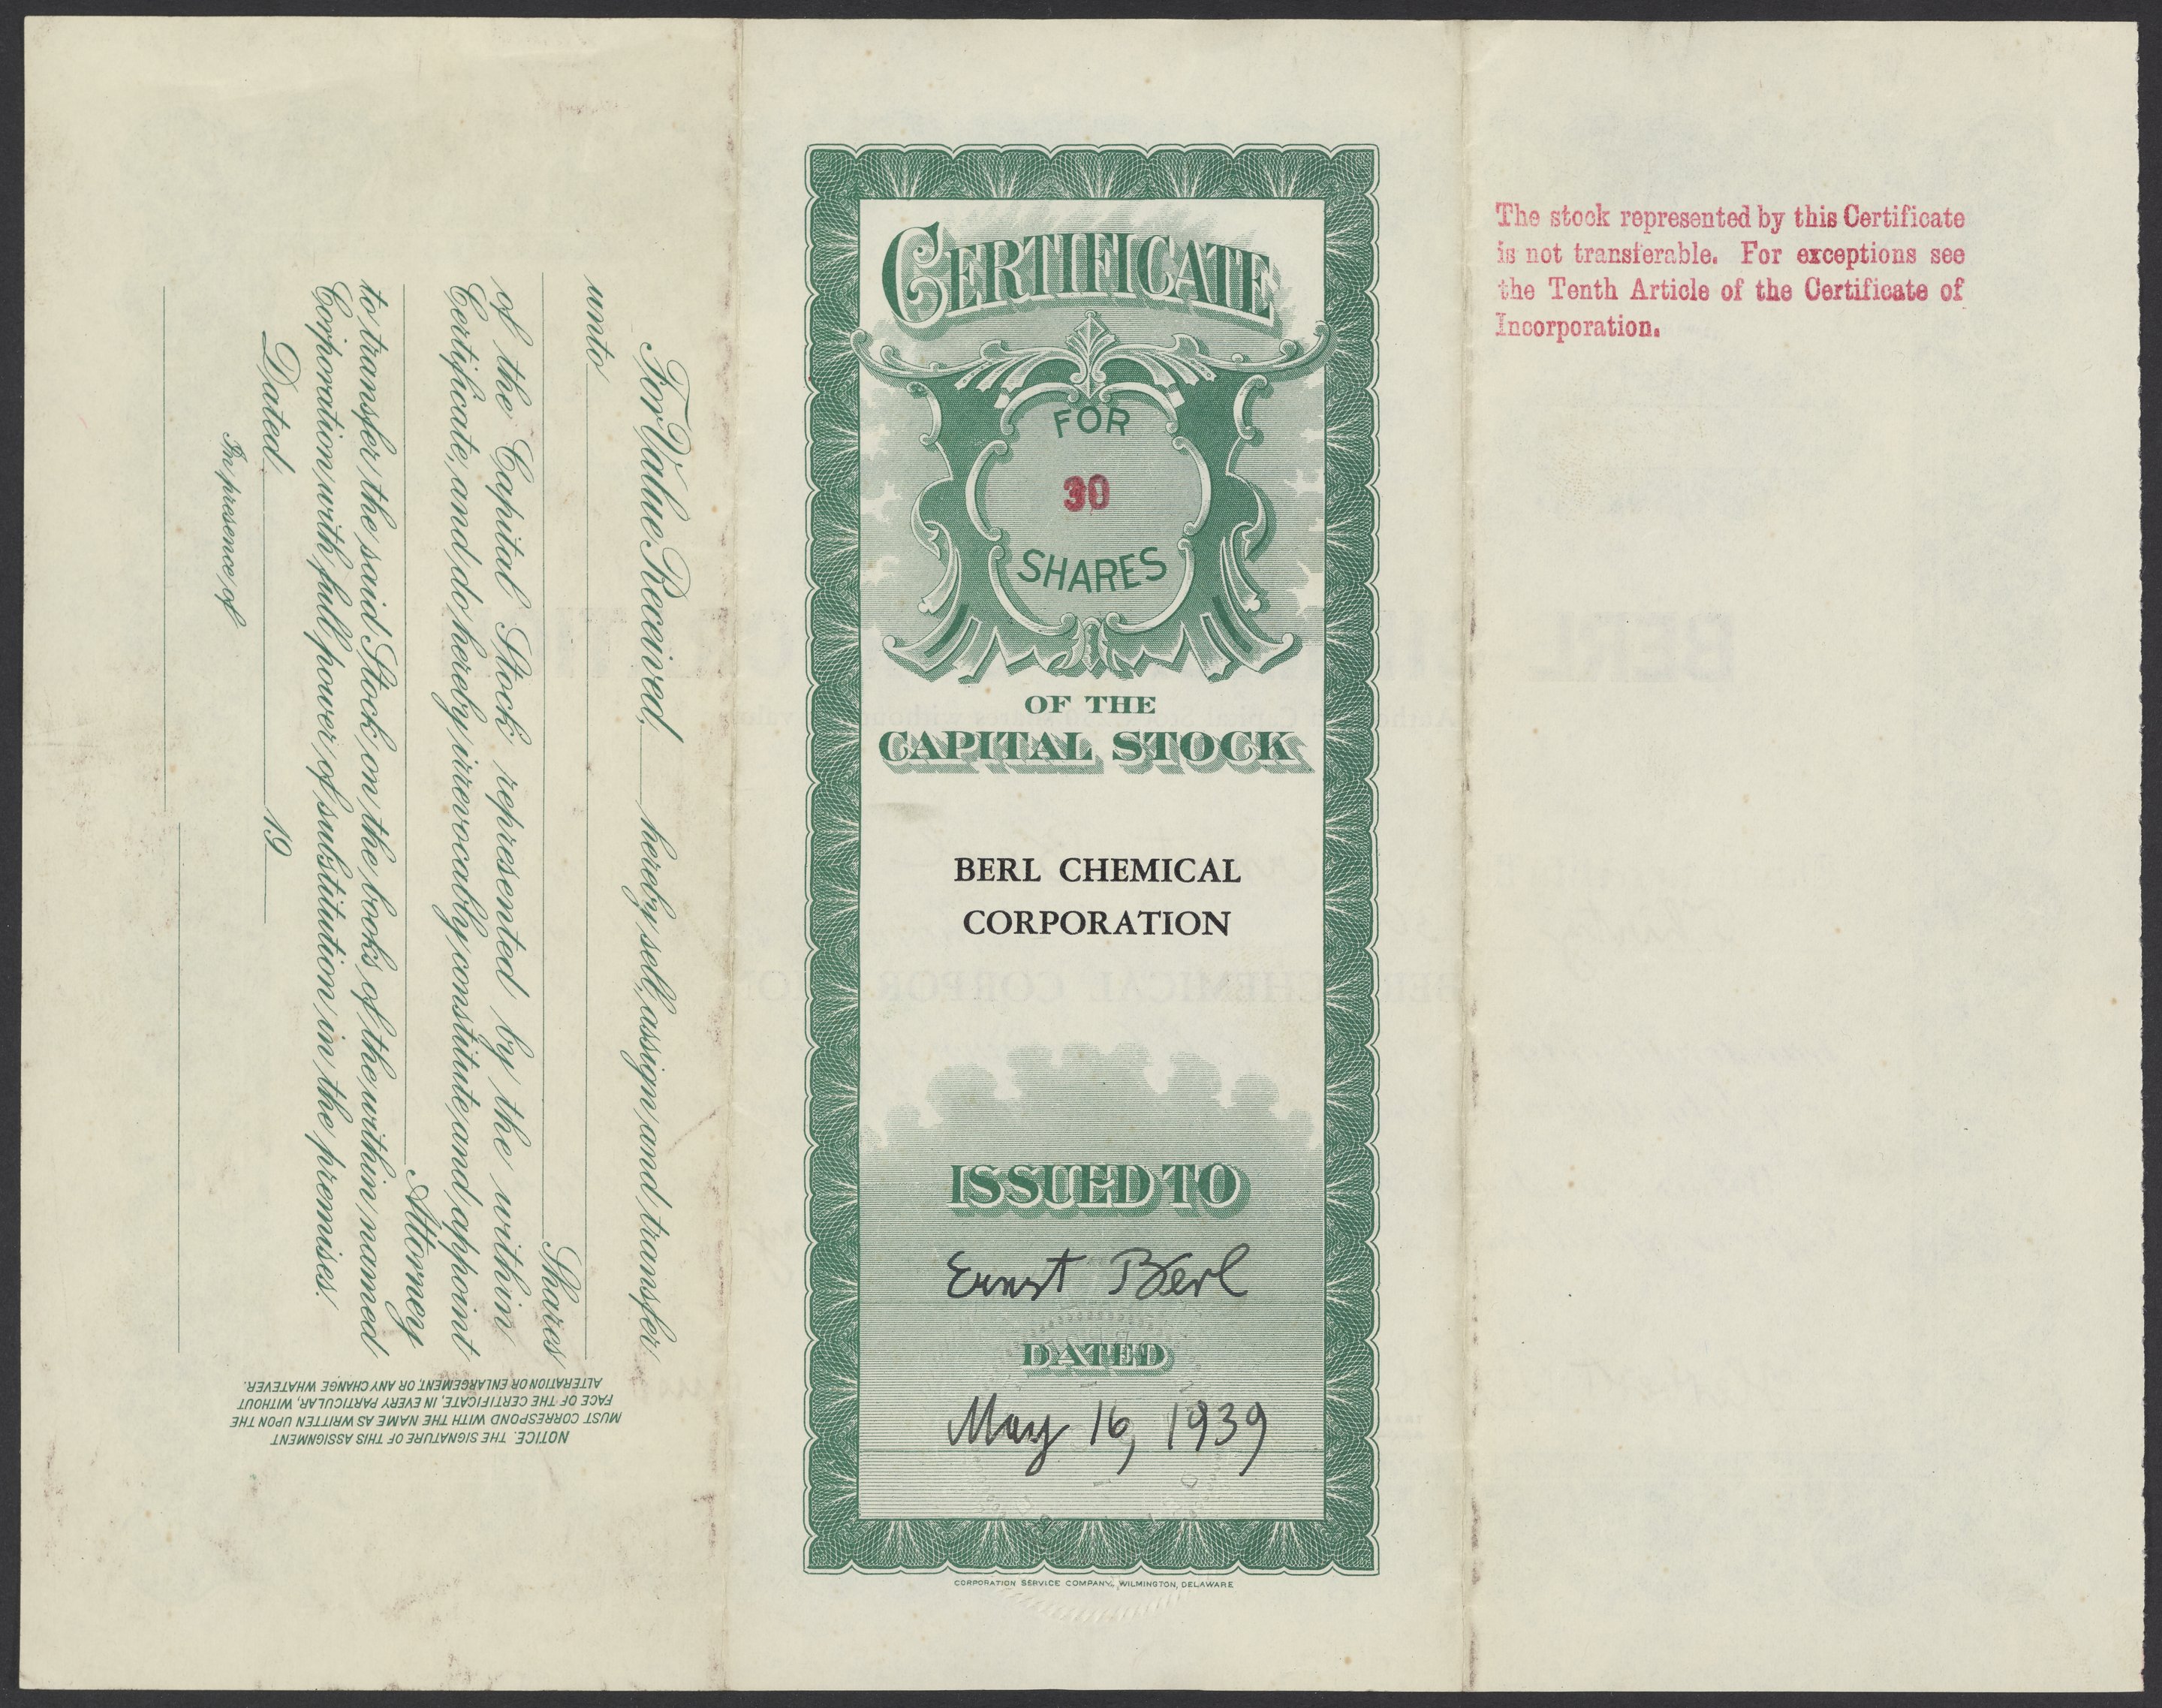 For Value Received, hereby sell, assign and transfer
unto
Shares
of the Capital Stock represented by the within
Certificate, and do hereby irrevocably constitute and appoint
Attorney
to transfer the said Stock on the books of the within named
Corporation with full power of substitution in the premises.
Dated 19
In presence of
NOTICE. THE SIGNATURE OF THIS ASSIGNMENT
MUST CORRESPOND WITH THE NAME AS WRITTEN UPON THE
FACE OF THE CERTIFICATE, IN EVERY PARTICULAR, WITHOUT
ALTERATION OR ENLARGEMENT, OR ANY CHANGE WHATEVER.
CERTIFICATE
FOR
30
SHARES
OF THE
CAPITAL STOCK
BERL CHEMICAL
CORPORATION
ISSUED TO
Ernst Berl
DATED
May 16, 1939
CORPORATION SERVICE COMPANY, WILMINGTON, DELAWARE
The stock represented by this Certificate
is not transferable. For exceptions see
the Tenth Article of the Certificate of
Incorporation.